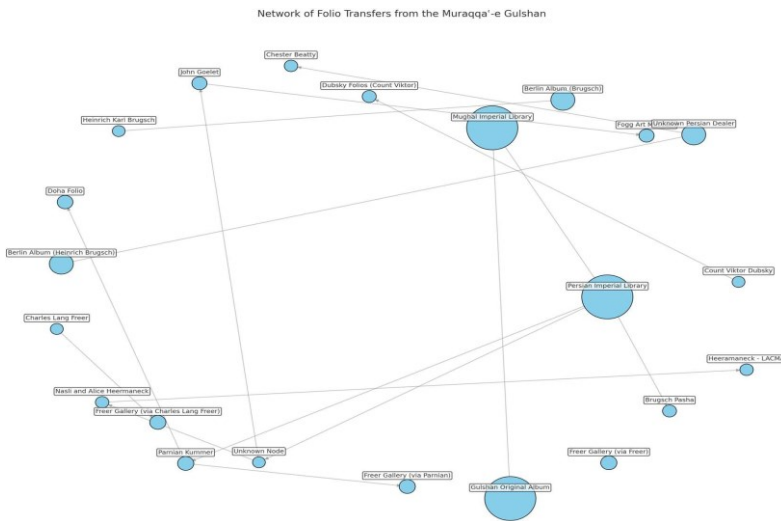 Network of Folio Transfers from the Muraqqa'-e Gulshan
Chester Beatty
John Goelet
Dubsky Folios (Count Viktor)
Berlin Album (Brugsch)
Mughal Imperial Library
Heinrich Karl Brugsch
Fogg Art
Unknown Persian Dealer
Doha Folio
Berlin Album (Heinrich Brugsch)
Count Viktor Dubsky
Persian Imperial Library
Charles Lang Freer
Heeramaneck - LACMA
Nasli and Alice Heermaneck
Brugsch Pasha
Freer Gallery (via Charles Lang Freer)
Parnian Kummer
Unknown Node
Freer Gallery (via Freer)
Freer Gallery (via Parnian)
Gulshan Original Album